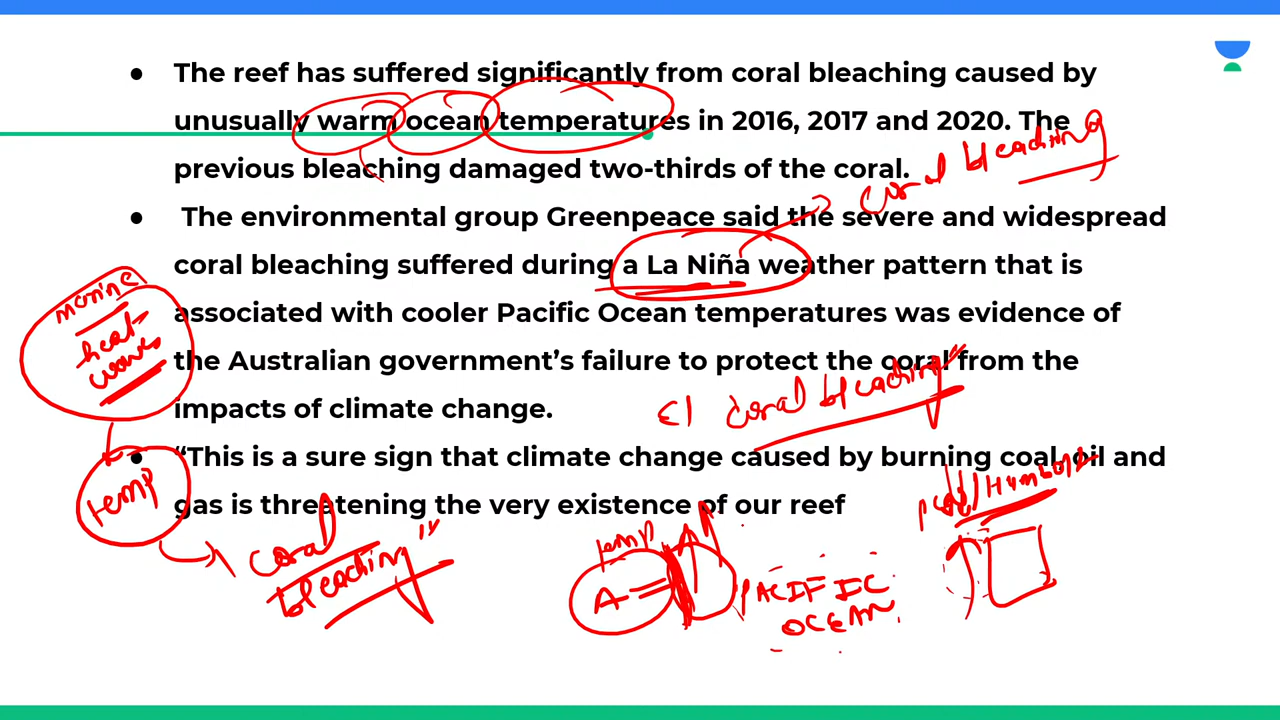 ● The reef has suffered significantly from coral bleaching caused by
unusually warm ocean temperatures in 2016, 2017 and 2020. The
previous bleaching damaged two-thirds of the coral.
coral bleaching
● The environmental group Greenpeace said the severe and widespread
coral bleaching suffered during a La Niña weather pattern that is
associated with cooler Pacific Ocean temperatures was evidence of
the Australian government's failure to protect the coral from the
impacts of climate change.
marine
heat
waves
El coral bleaching
● “This is a sure sign that climate change caused by burning coal, oil and
gas is threatening the very existence of our reef
temp
coral
bleaching
temp
A =
PACIFIC
OCEAN